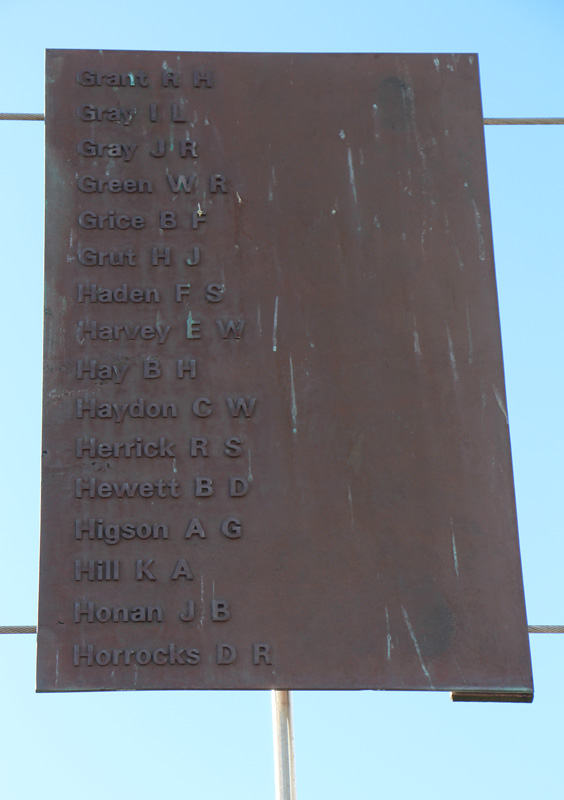 Grant R H
Gray I L
Gray J R
Green W R
Grice B F
Grut H J
Haden F S
Harvey E W
Hay B H
Haydon C W
Herrick R S
Hewett B D
Higson A G
Hill K A
Honan J B
Horrocks D R